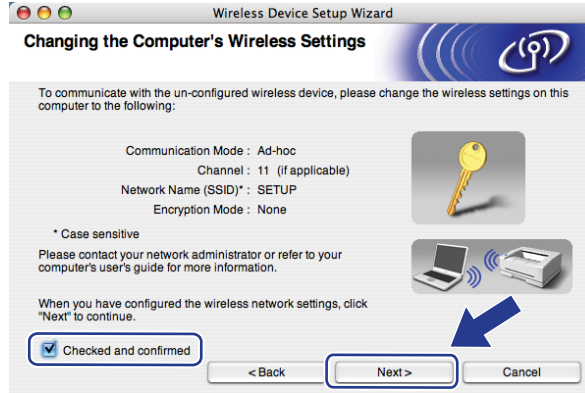 Wireless Device Setup Wizard
Changing the Computer's Wireless Settings
To communicate with the un-configured wireless device, please change the wireless settings on this
computer to the following:
Communication Mode : Ad-hoc
Channel : 11 (if applicable)
Network Name (SSID)* : SETUP
Encryption Mode : None
* Case sensitive
Please contact your network administrator or refer to your
computer's user's guide for more information.
When you have configured the wireless network settings, click
"Next" to continue.
Checked and confirmed
< Back Next > Cancel